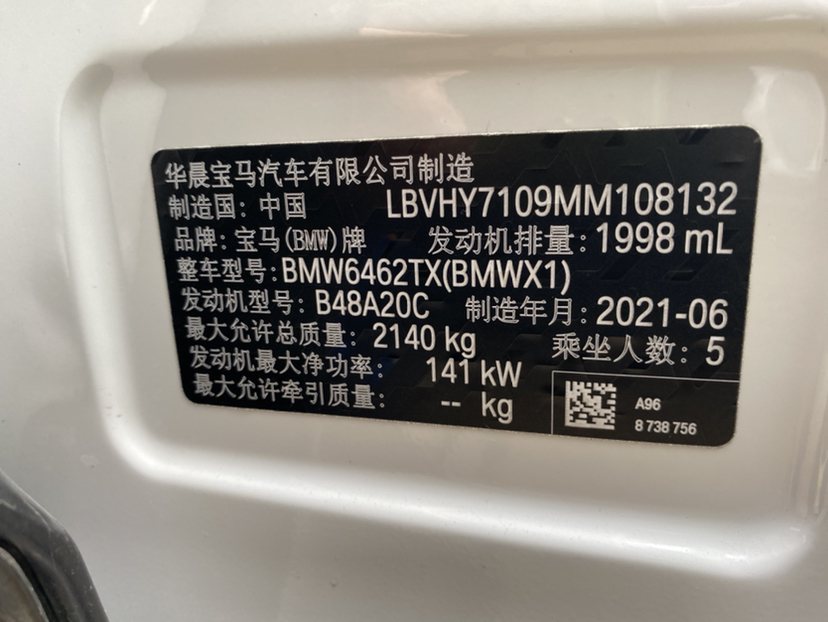 华晨宝马汽车有限公司制造
制造国：中国 LBVHY7109MM108132
品牌：宝马(BMW)牌 发动机排量：1998 mL
整车型号：BMW6462TX(BMWX1)
发动机型号：B48A20C 制造年月：2021-06
最大允许总质量：2140 kg 乘坐人数：5
发动机最大净功率： 141 kW
最大允许牵引质量： -- kg
A96
8 738 756